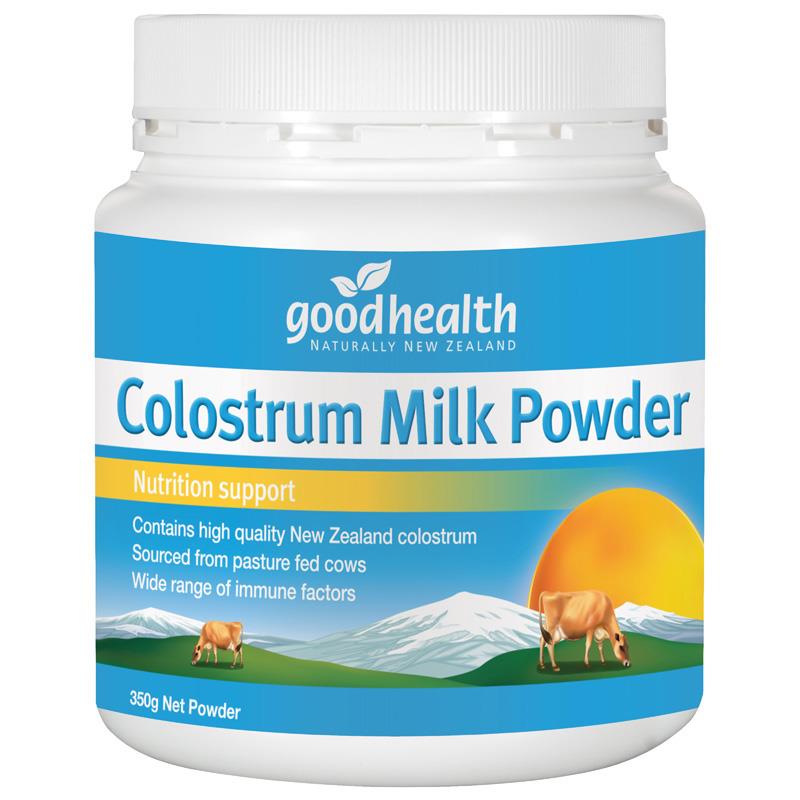 goodhealth
NATURALLY NEW ZEALAND
Colostrum Milk Powder
Nutrition support
Contains high quality New Zealand colostrum
Sourced from pasture fed cows
Wide range of immune factors
350g Net Powder